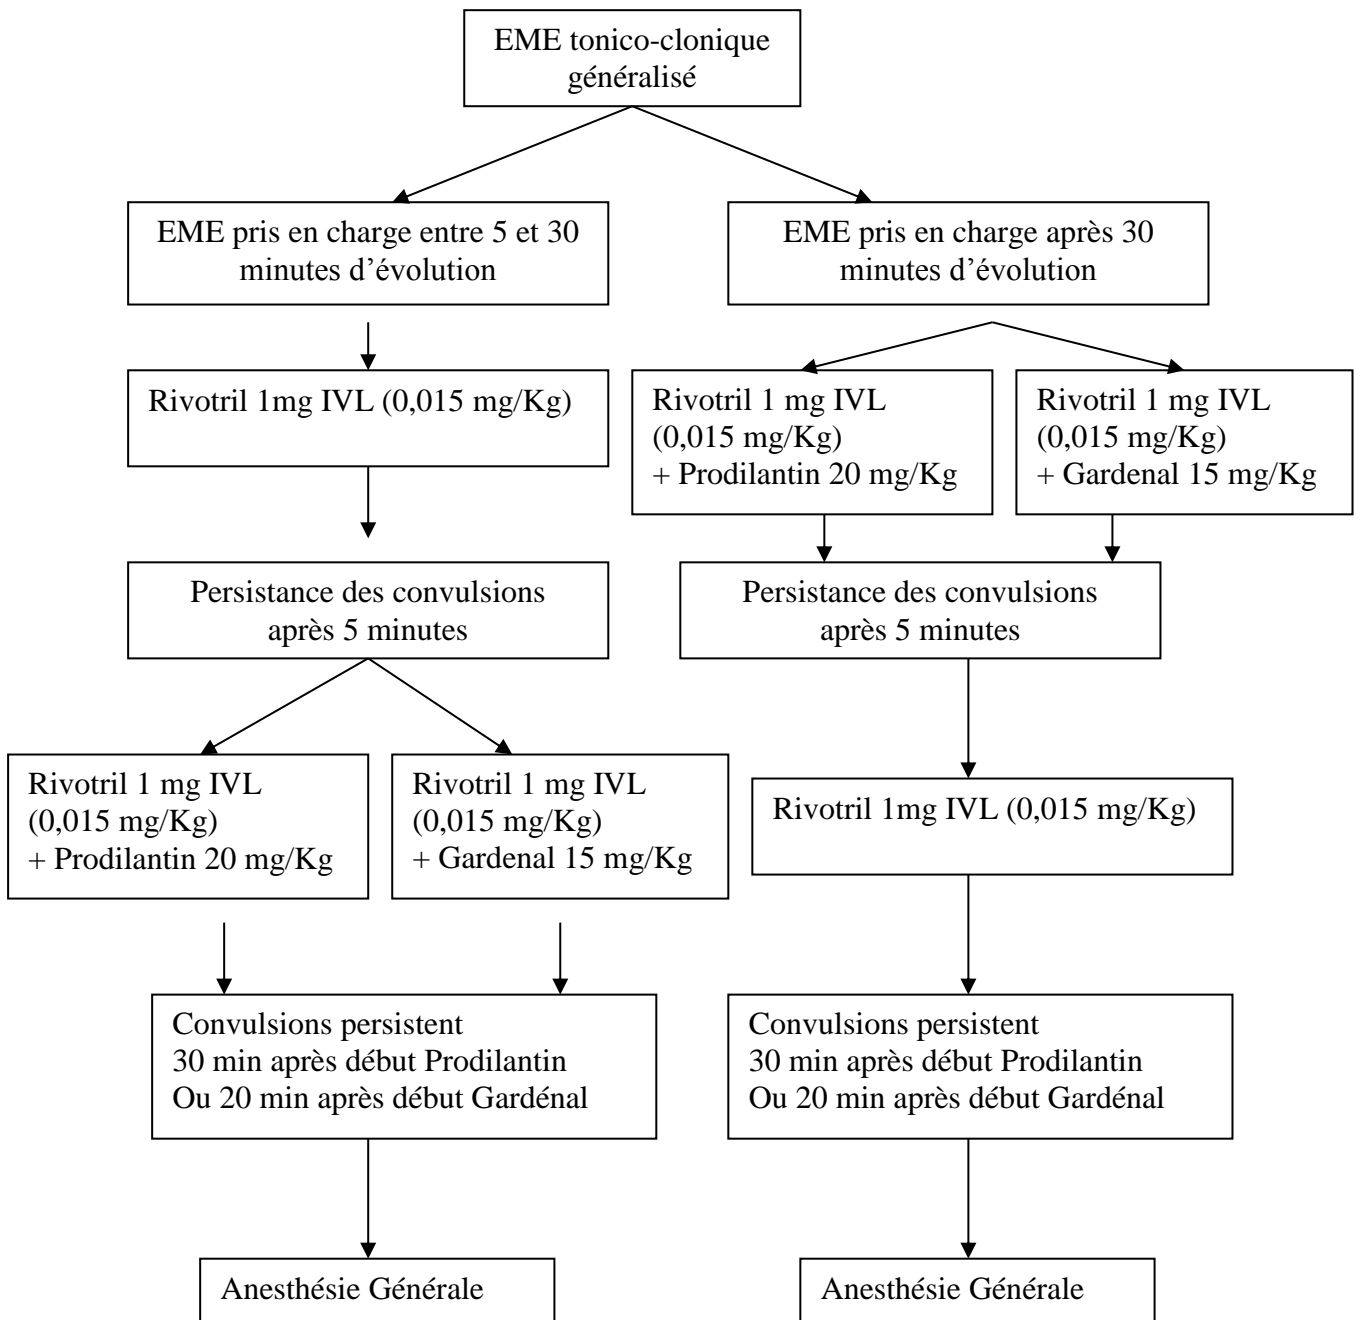 EME tonico-clonique
généralisé
EME pris en charge entre 5 et 30
minutes d’évolution
EME pris en charge après 30
minutes d’évolution
Rivotril 1mg IVL (0,015 mg/Kg)
Rivotril 1 mg IVL
(0,015 mg/Kg)
+ Prodilantin 20 mg/Kg
Rivotril 1 mg IVL
(0,015 mg/Kg)
+ Gardenal 15 mg/Kg
Persistance des convulsions
après 5 minutes
Persistance des convulsions
après 5 minutes
Rivotril 1 mg IVL
(0,015 mg/Kg)
+ Prodilantin 20 mg/Kg
Rivotril 1 mg IVL
(0,015 mg/Kg)
+ Gardenal 15 mg/Kg
Rivotril 1mg IVL (0,015 mg/Kg)
Convulsions persistent
30 min après début Prodilantin
Ou 20 min après début Gardénal
Convulsions persistent
30 min après début Prodilantin
Ou 20 min après début Gardénal
Anesthésie Générale
Anesthésie Générale